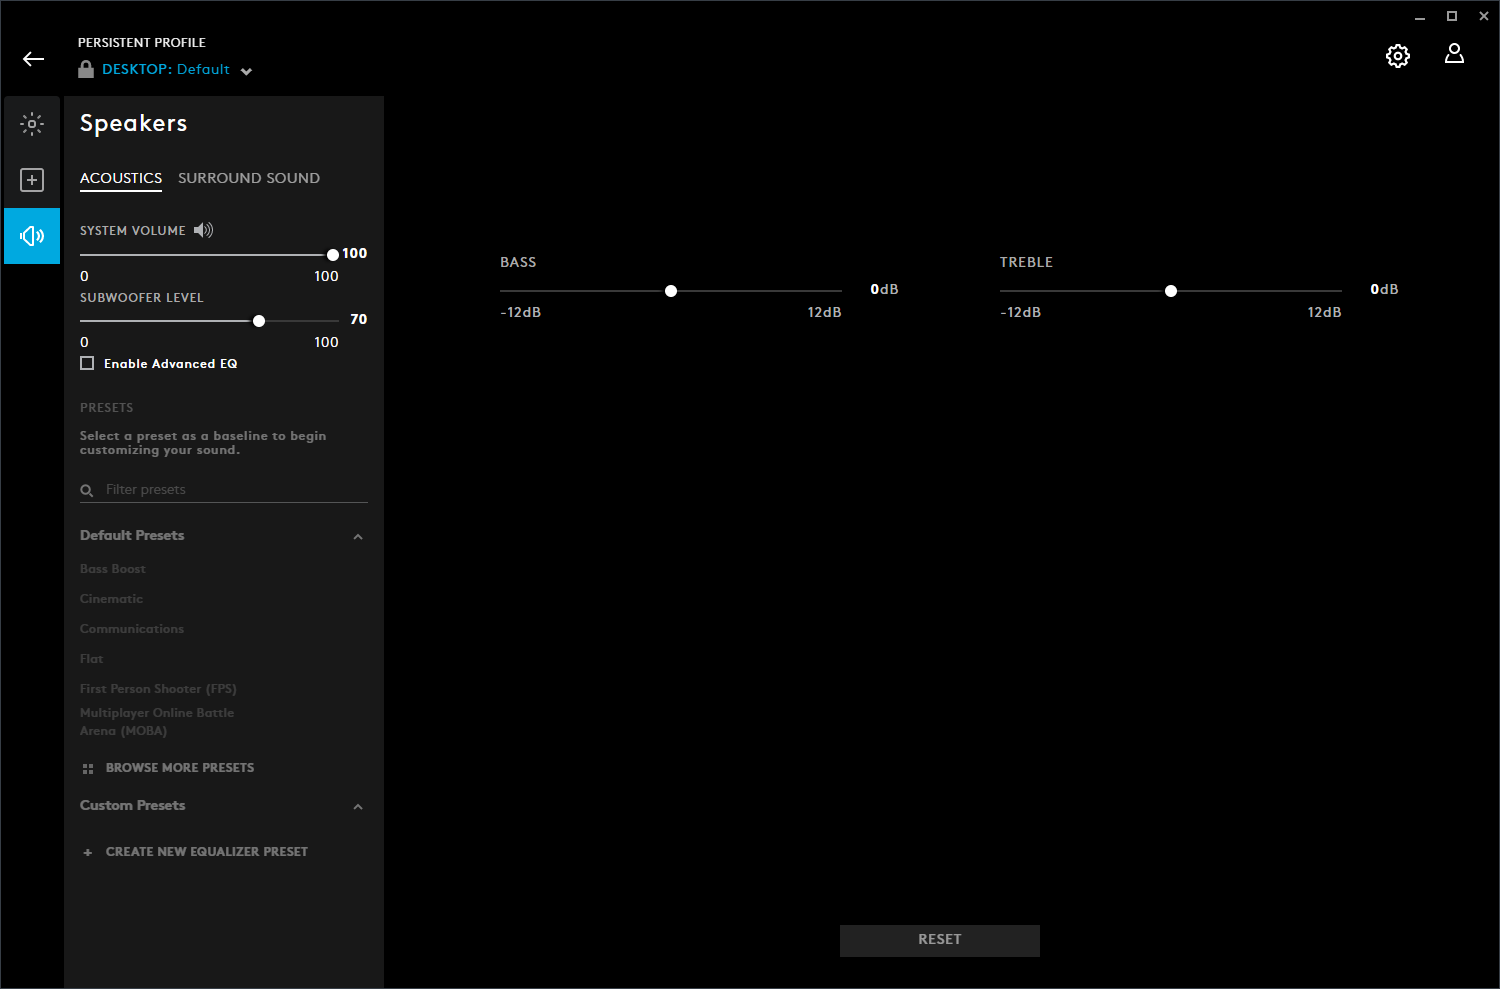 PERSISTENT PROFILE
DESKTOP: Default
Speakers
ACOUSTICS SURROUND SOUND
SYSTEM VOLUME
100
0 100
SUBWOOFER LEVEL
70
0 100
Enable Advanced EQ
PRESETS
Select a preset as a baseline to begin
customizing your sound.
Filter presets
Default Presets
Bass Boost
Cinematic
Communications
Flat
First Person Shooter (FPS)
Multiplayer Online Battle
Arena (MOBA)
BROWSE MORE PRESETS
Custom Presets
+ CREATE NEW EQUALIZER PRESET
BASS
0dB
-12dB 12dB
TREBLE
0dB
-12dB 12dB
RESET